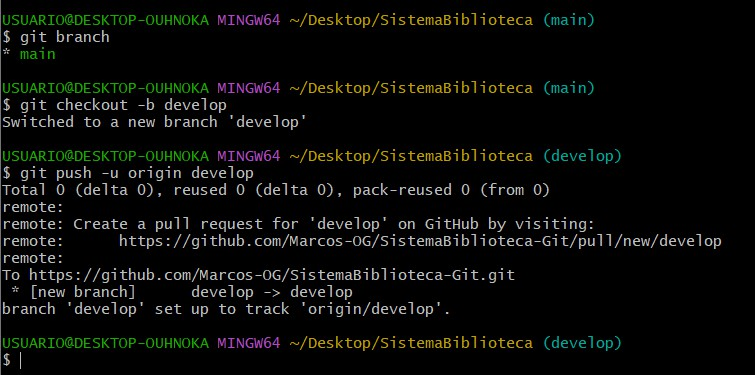 USUARIO@DESKTOP-OUHNOKA MINGW64 ~/Desktop/SistemaBiblioteca (main)
$ git branch
* main
USUARIO@DESKTOP-OUHNOKA MINGW64 ~/Desktop/SistemaBiblioteca (main)
$ git checkout -b develop
Switched to a new branch 'develop'
USUARIO@DESKTOP-OUHNOKA MINGW64 ~/Desktop/SistemaBiblioteca (develop)
$ git push -u origin develop
Total 0 (delta 0), reused 0 (delta 0), pack-reused 0 (from 0)
remote:
remote: Create a pull request for 'develop' on GitHub by visiting:
remote:      https://github.com/Marcos-OG/SistemaBiblioteca-Git/pull/new/develop
remote:
To https://github.com/Marcos-OG/SistemaBiblioteca-Git.git
 * [new branch]      develop -> develop
branch 'develop' set up to track 'origin/develop'.
USUARIO@DESKTOP-OUHNOKA MINGW64 ~/Desktop/SistemaBiblioteca (develop)
$